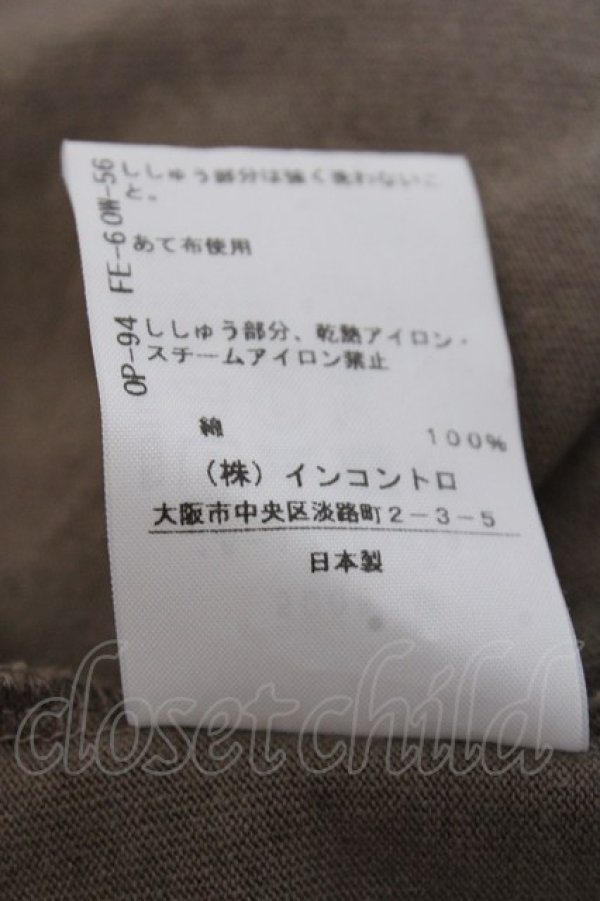 ししゅう部分は強く洗わないこ
と。
あて布使用
ししゅう部分、乾熱アイロン・
スチームアイロン禁止
綿 100%
(株)インコントロ
大阪市中央区淡路町2-3-5
日本製
OP-94 FE-6 OW-56
closet child